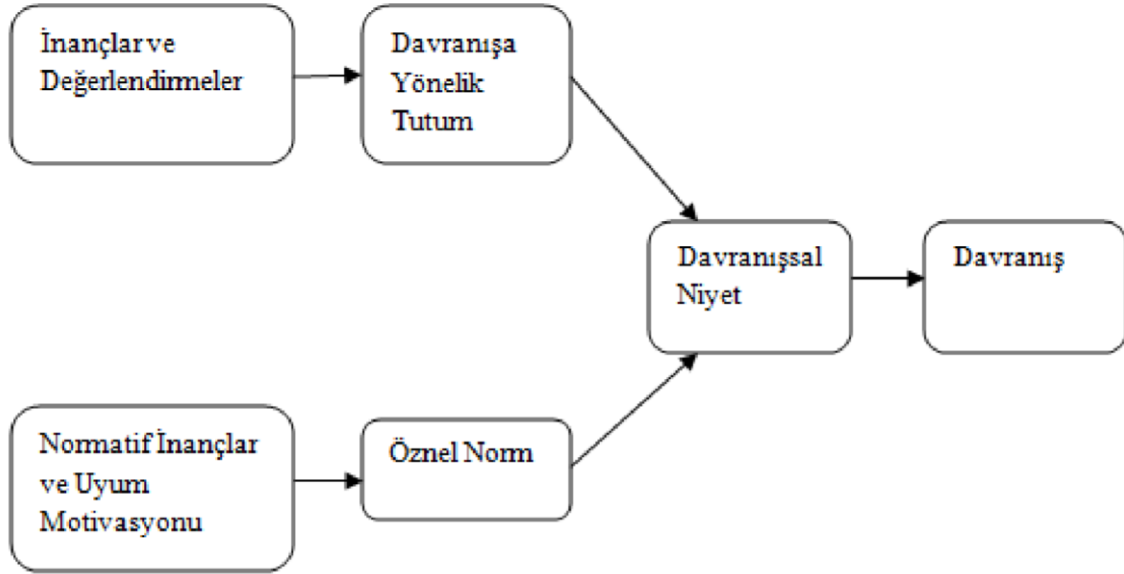 İnançlar ve
Değerlendirmeler
Davranışa
Yönelik
Tutum
Davranışsal
Niyet
Davranış
Normatif İnançlar
ve Uyum
Motivasyonu
Öznel Norm